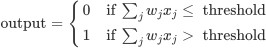 output = { 0 if ∑_j w_j x_j ≤ threshold
1 if ∑_j w_j x_j > threshold